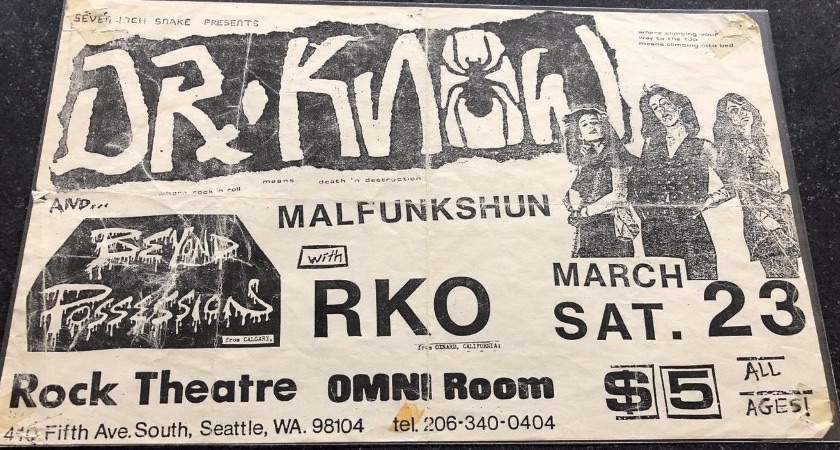 SEVEN INCH SNAKE PRESENTS
where climbing your
way to the top
means climbing into bed
DR. KNOW
where rock 'n roll means death 'n destruction
AND...
MALFUNKSHUN
BEYOND
POSSESSION
from CALGARY,
with
RKO
from OXNARD, CALIFORNIA
MARCH
SAT. 23
Rock Theatre OMNI Room
$5
ALL
AGES!
410 Fifth Ave. South, Seattle, WA. 98104 tel. 206-340-0404